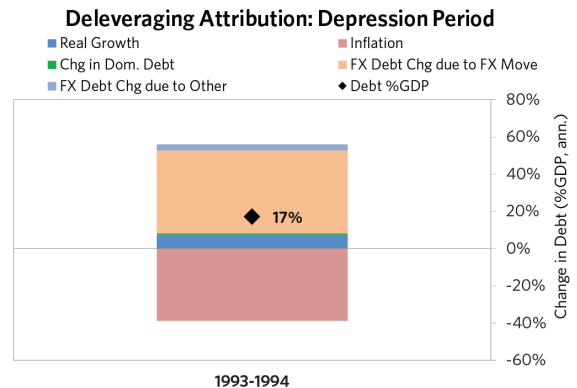 Deleveraging Attribution: Depression Period
Real Growth
Inflation
Chg in Dom. Debt
FX Debt Chg due to FX Move
FX Debt Chg due to Other
Debt %GDP
80%
60%
40%
20%
0%
-20%
-40%
-60%
Change in Debt (%GDP, ann.)
17%
1993-1994